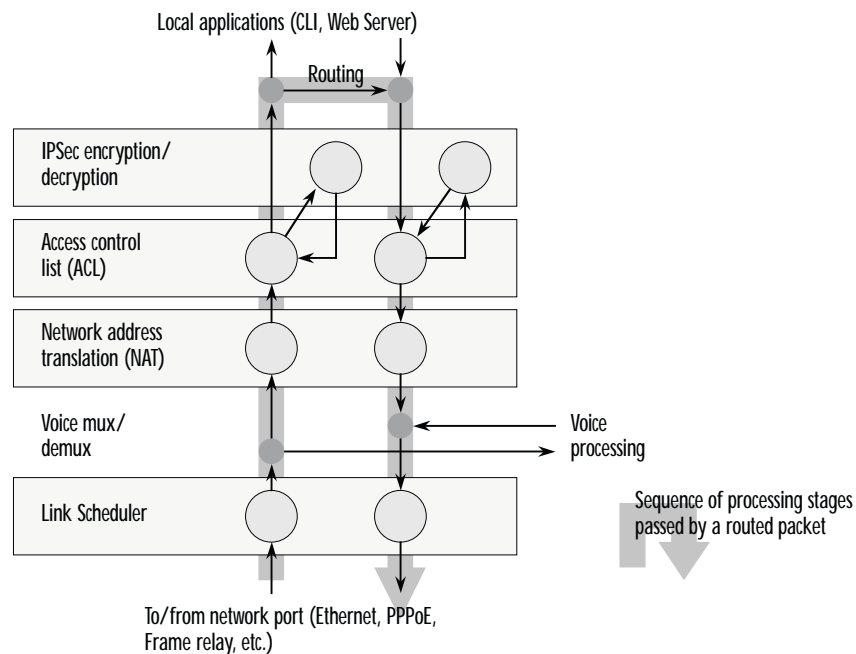 Local applications (CLI, Web Server)
Routing
IPSec encryption/
decryption
Access control
list (ACL)
Network address
translation (NAT)
Voice mux/
demux
Voice
processing
Link Scheduler
Sequence of processing stages
passed by a routed packet
To/from network port (Ethernet, PPPoE,
Frame relay, etc.)